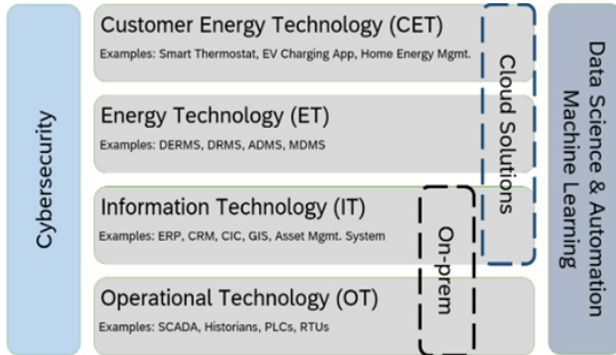 Cybersecurity
Customer Energy Technology (CET)
Examples: Smart Thermostat, EV Charging App, Home Energy Mgmt.
Energy Technology (ET)
Examples: DERMS, DRMS, ADMS, MDMS
Information Technology (IT)
Examples: ERP, CRM, CIC, GIS, Asset Mgmt. System
Operational Technology (OT)
Examples: SCADA, Historians, PLCs, RTUs
Cloud Solutions
On-prem
Data Science & Automation
Machine Learning